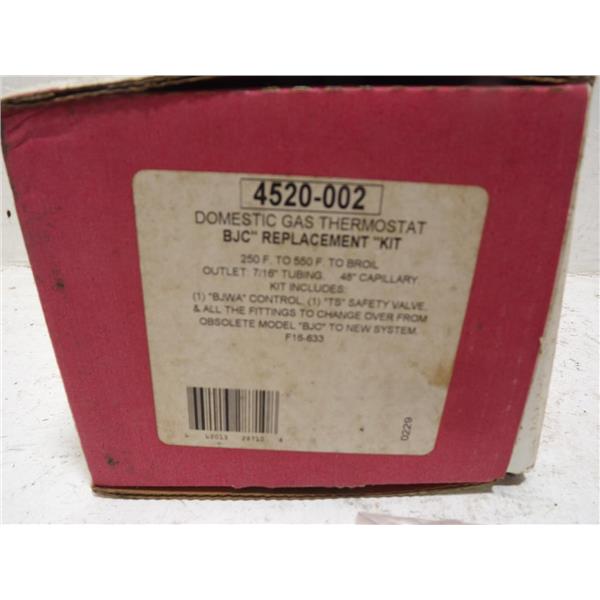 4520-002
DOMESTIC GAS THERMOSTAT
BJC" REPLACEMENT "KIT
250 F. TO 550 F. TO BROIL
OUTLET: 7/16" TUBING. 48" CAPILLARY
KIT INCLUDES:
(1) "BJWA" CONTROL, (1) "TS" SAFETY VALVE,
& ALL THE FITTINGS TO CHANGE OVER FROM
OBSOLETE MODEL "BJC" TO NEW SYSTEM.
F16-633
0229